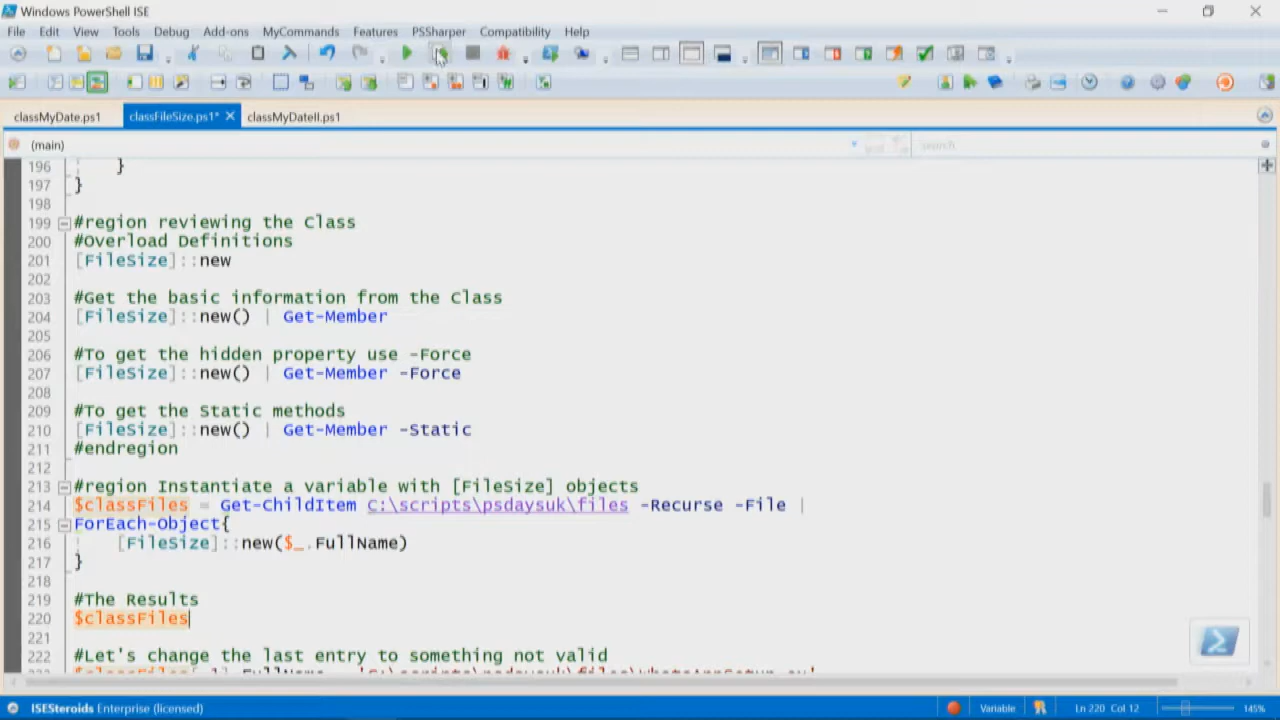 Windows PowerShell ISE
File Edit View Tools Debug Add-ons MyCommands Features PSSharper Compatibility Help
classMyDate.ps1 classFileSize.ps1* classMyDateII.ps1
(main) search
196 }
197 }
198
199 #region reviewing the Class
200 #Overload Definitions
201 [FileSize]::new
202
203 #Get the basic information from the Class
204 [FileSize]::new() | Get-Member
205
206 #To get the hidden property use -Force
207 [FileSize]::new() | Get-Member -Force
208
209 #To get the Static methods
210 [FileSize]::new() | Get-Member -Static
211 #endregion
212
213 #region Instantiate a variable with [FileSize] objects
214 $classFiles = Get-ChildItem C:\scripts\psdaysuk\files -Recurse -File |
215 ForEach-Object{
216 [FileSize]::new($_.FullName)
217 }
218
219 #The Results
220 $classFiles
221
222 #Let's change the last entry to something not valid
ISESteroids Enterprise (licensed) Variable Ln 220 Col 12 145%